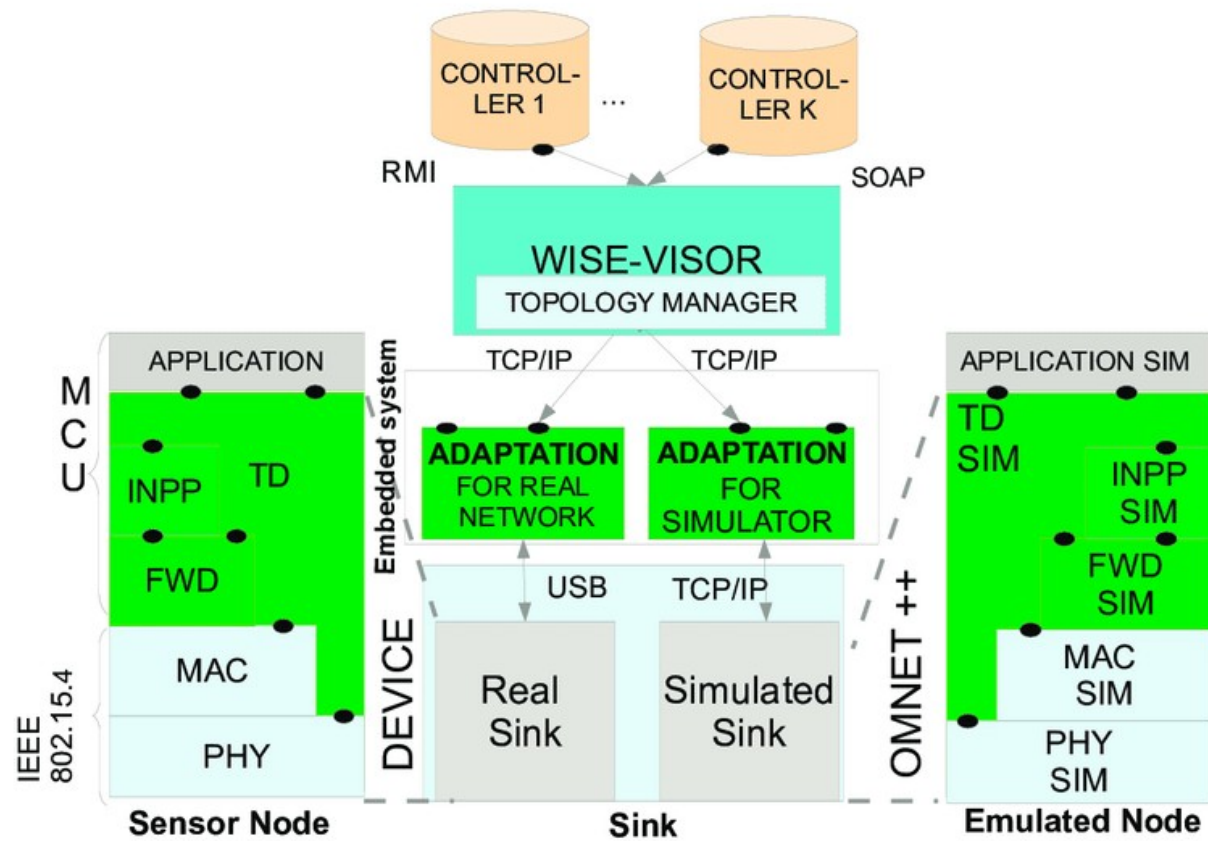 CONTROL-
LER 1
...
CONTROL-
LER K
RMI
SOAP
WISE-VISOR
TOPOLOGY MANAGER
TCP/IP
TCP/IP
Embedded system
ADAPTATION
FOR REAL
NETWORK
ADAPTATION
FOR
SIMULATOR
USB
TCP/IP
DEVICE
Real
Sink
Simulated
Sink
OMNET ++
Sink
M
C
U
APPLICATION
TD
INPP
FWD
IEEE
802.15.4
MAC
PHY
Sensor Node
APPLICATION SIM
TD
SIM
INPP
SIM
FWD
SIM
MAC
SIM
PHY
SIM
Emulated Node